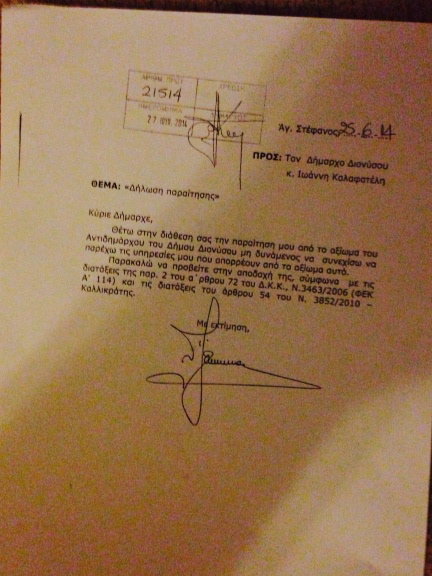 ΑΡΙΘΜ. ΠΡΩΤ.
21514
27 ΙΟΥΝ. 2014
Άγ. Στέφανος 25-6-14
ΠΡΟΣ: Τον Δήμαρχο Διονύσου
κ. Ιωάννη Καλαφατέλη
ΘΕΜΑ: «Δήλωση παραίτησης»
Κύριε Δήμαρχε,
Θέτω στην διάθεση σας την παραίτηση μου από το αξίωμα του
Αντιδημάρχου του Δήμου Διονύσου μη δυνάμενος να συνεχίσω να
παρέχω τις υπηρεσίες μου που απορρέουν από το αξίωμα αυτό.
Παρακαλώ να προβείτε στην αποδοχή της, σύμφωνα με τις
διατάξεις της παρ. 2 του α΄ρθρου 72 του Δ.Κ.Κ., Ν.3463/2006 (ΦΕΚ
Α' 114) και τις διατάξεις του άρθρου 54 του Ν. 3852/2010 –
Καλλικράτης.
Με εκτίμηση,